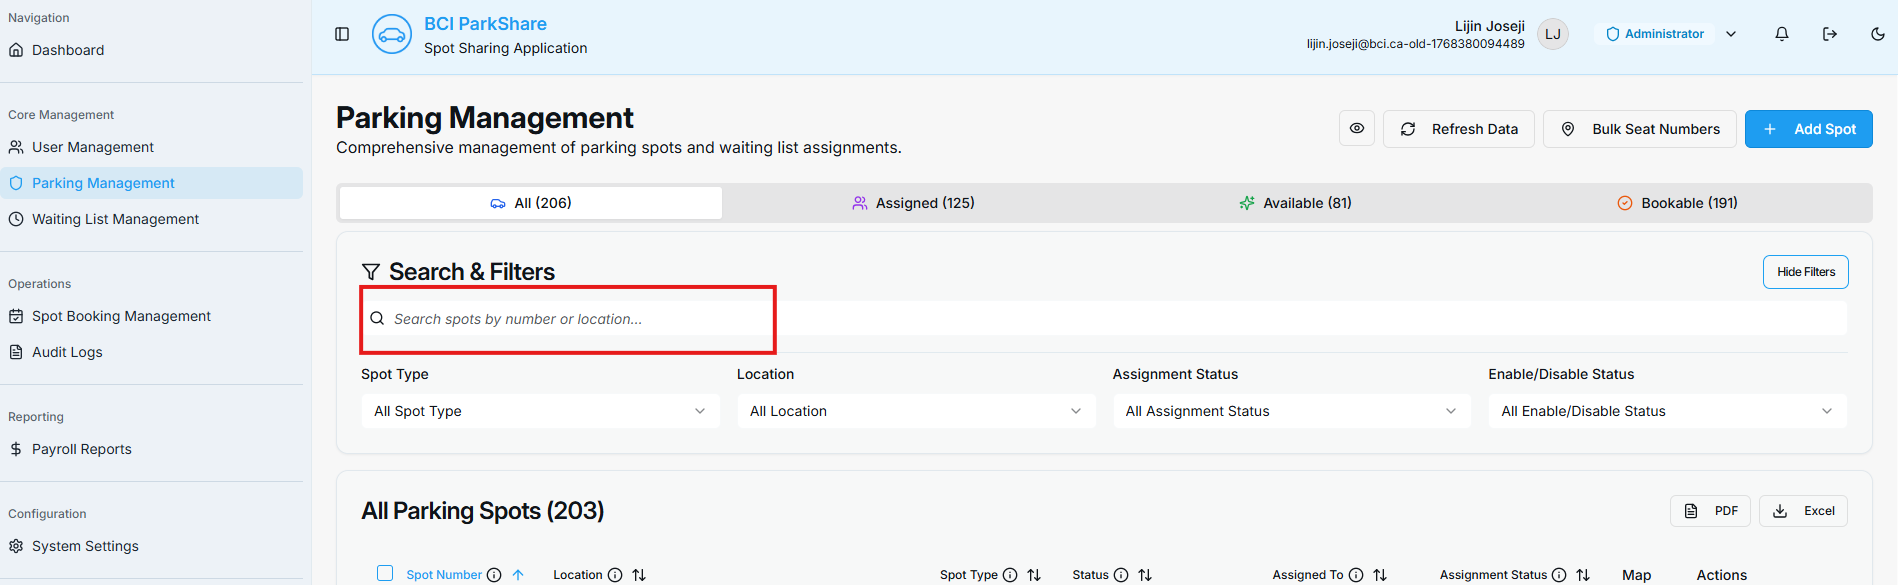 Navigation
Dashboard
Core Management
User Management
Parking Management
Waiting List Management
Operations
Spot Booking Management
Audit Logs
Reporting
Payroll Reports
Configuration
System Settings
BCI ParkShare
Spot Sharing Application
Lijin Joseji
lijin.joseji@bci.ca-old-1768380094489
LJ
Administrator
Parking Management
Comprehensive management of parking spots and waiting list assignments.
Refresh Data
Bulk Seat Numbers
Add Spot
All (206)
Assigned (125)
Available (81)
Bookable (191)
Search & Filters
Hide Filters
Search spots by number or location...
Spot Type
Location
Assignment Status
Enable/Disable Status
All Spot Type
All Location
All Assignment Status
All Enable/Disable Status
All Parking Spots (203)
PDF
Excel
Spot Number
Location
Spot Type
Status
Assigned To
Assignment Status
Map
Actions